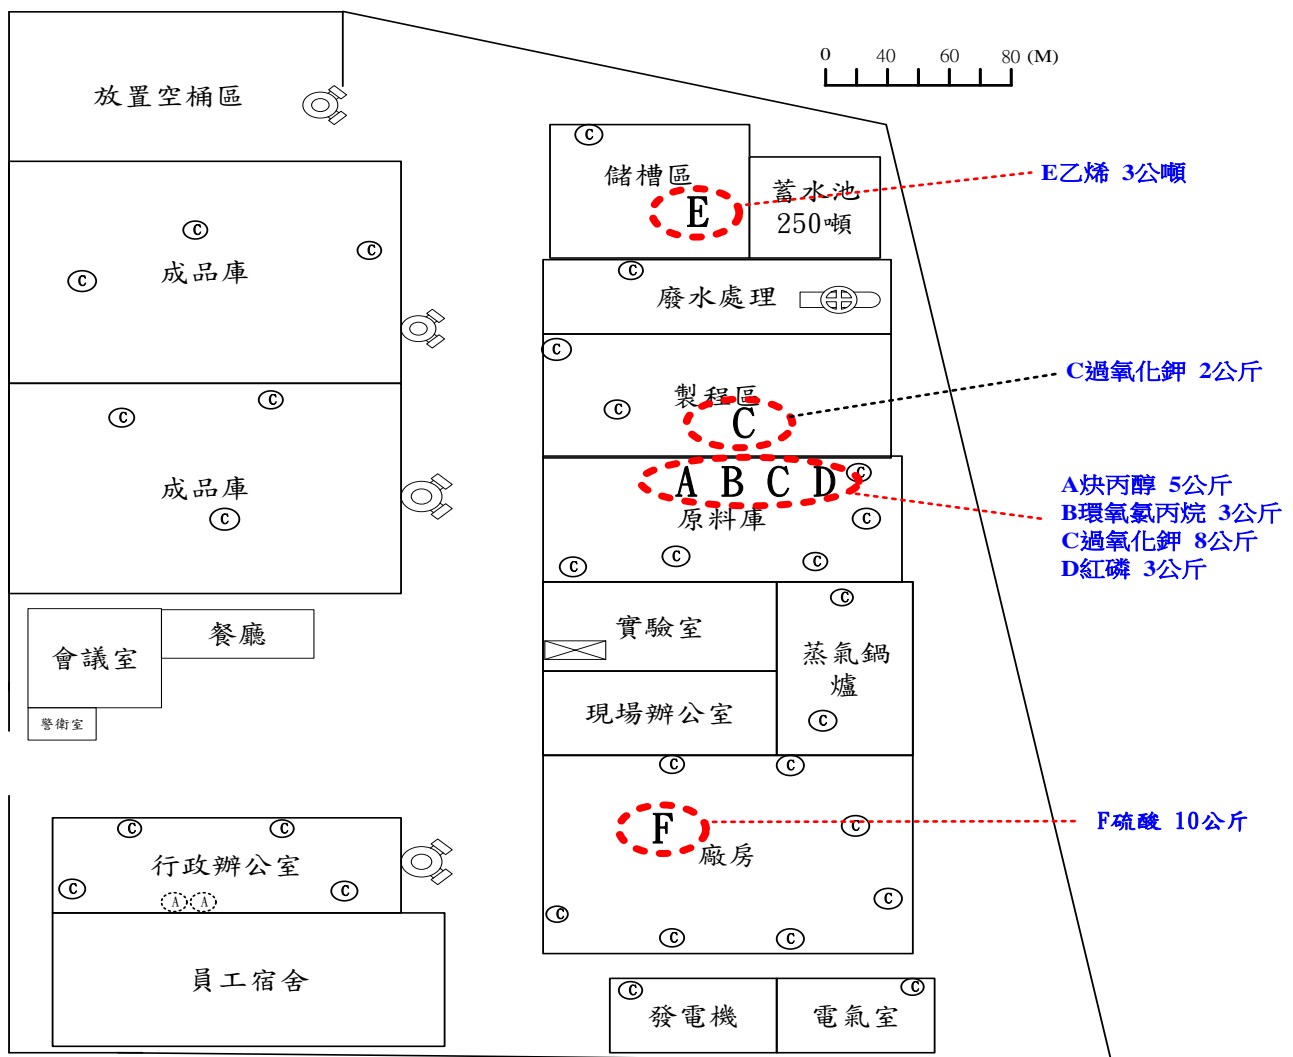 0 40 60 80 (M)
放置空桶區
C
儲槽區
E
蓄水池
250噸
E乙烯 3公噸
C
C
C
成品庫
C
廢水處理
C
C
製程區
C
C過氧化鉀 2公斤
C
C
成品庫
C
A B C D
C
原料庫
C
C
C
C
A炔丙醇 5公斤
B環氧氯丙烷 3公斤
C過氧化鉀 8公斤
D紅磷 3公斤
會議室
餐廳
警衛室
實驗室
現場辦公室
C
蒸氣鍋
爐
C
C
C
F
廠房
C
C
C
C
C
F硫酸 10公斤
C
C
行政辦公室
C
C
A
A
員工宿舍
C
發電機
C
電氣室